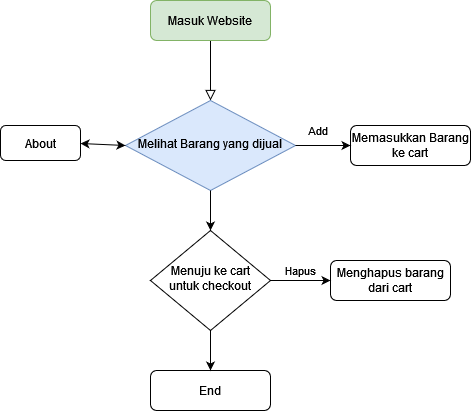 Masuk Website
About
Melihat Barang yang dijual
Add
Memasukkan Barang
ke cart
Menuju ke cart
untuk checkout
Hapus
Menghapus barang
dari cart
End